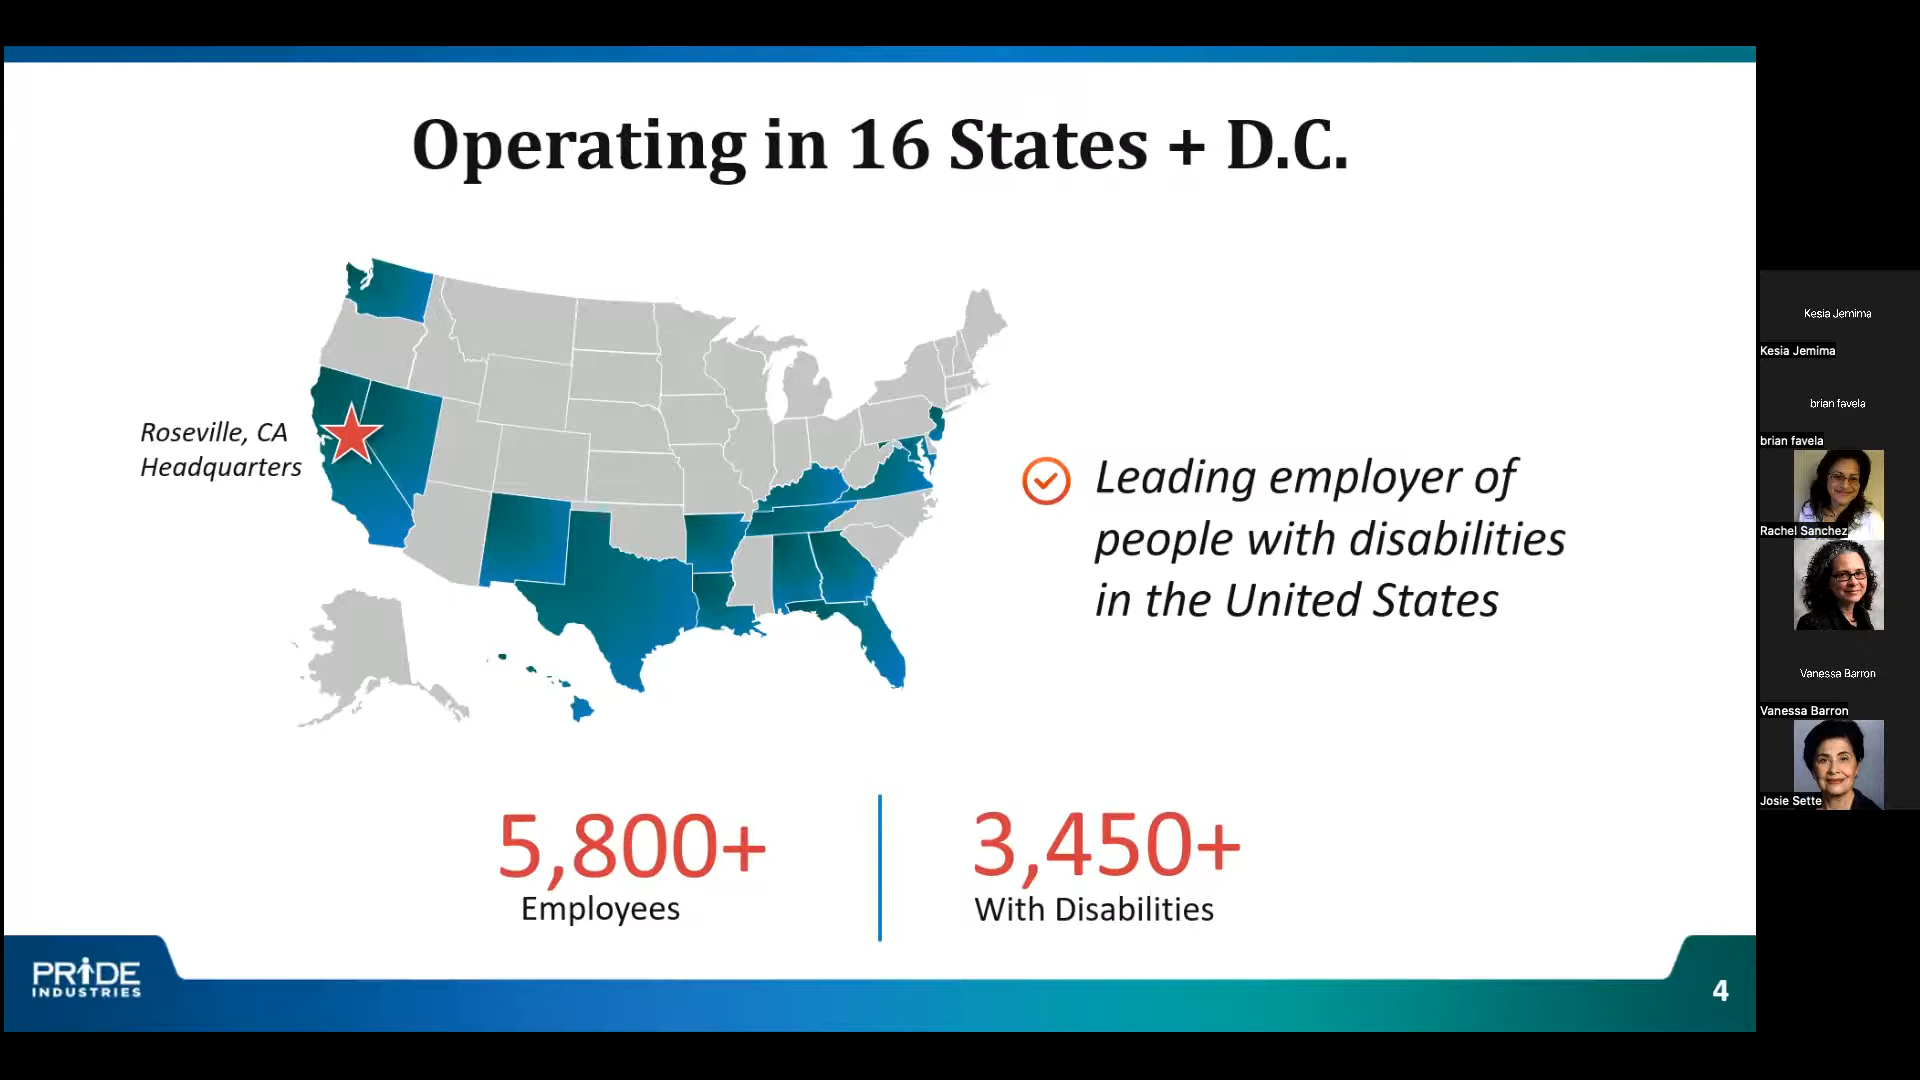 Operating in 16 States + D.C.
Roseville, CA
Headquarters
Leading employer of
people with disabilities
in the United States
5,800+
Employees
3,450+
With Disabilities
PRIDE
INDUSTRIES
4
Kesia Jemima
Kesia Jemima
brian favela
brian favela
Rachel Sanchez
Vanessa Barron
Vanessa Barron
Josie Sette